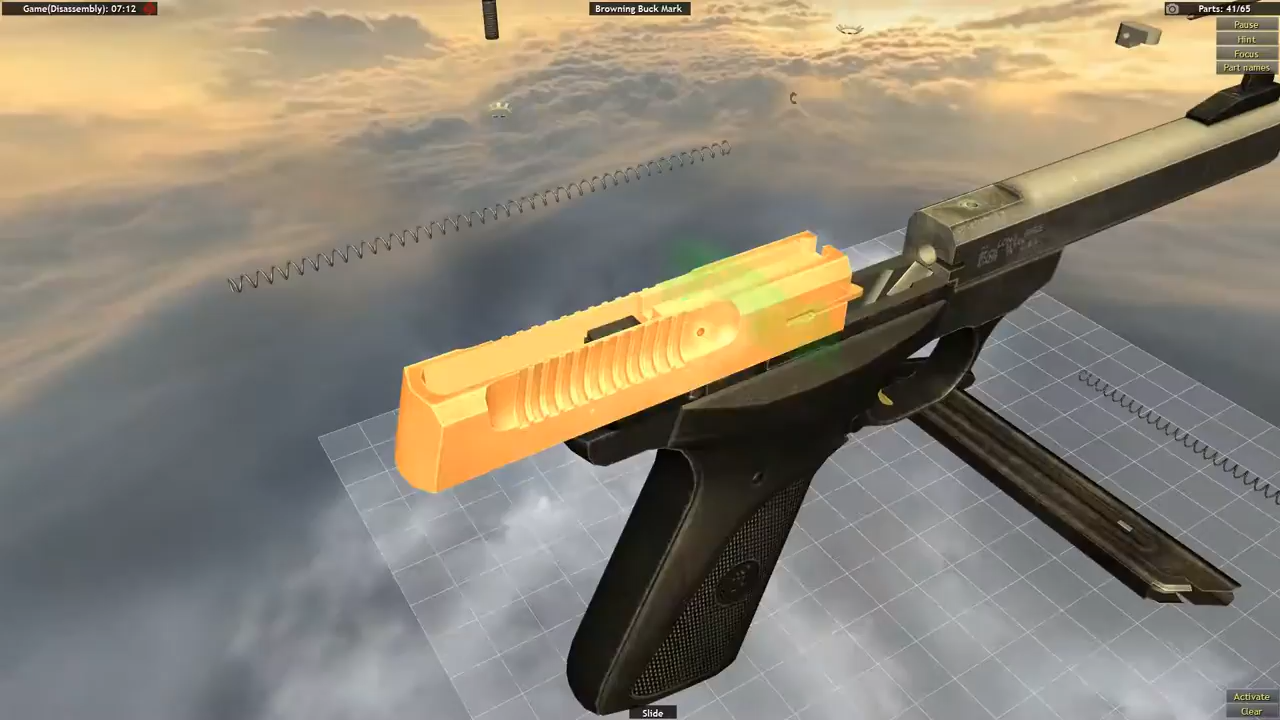 Game(Disassembly): 07:12
Browning Buck Mark
Parts: 41/65
Pause
Hint
Focus
Part names
Activate
Clear
Slide